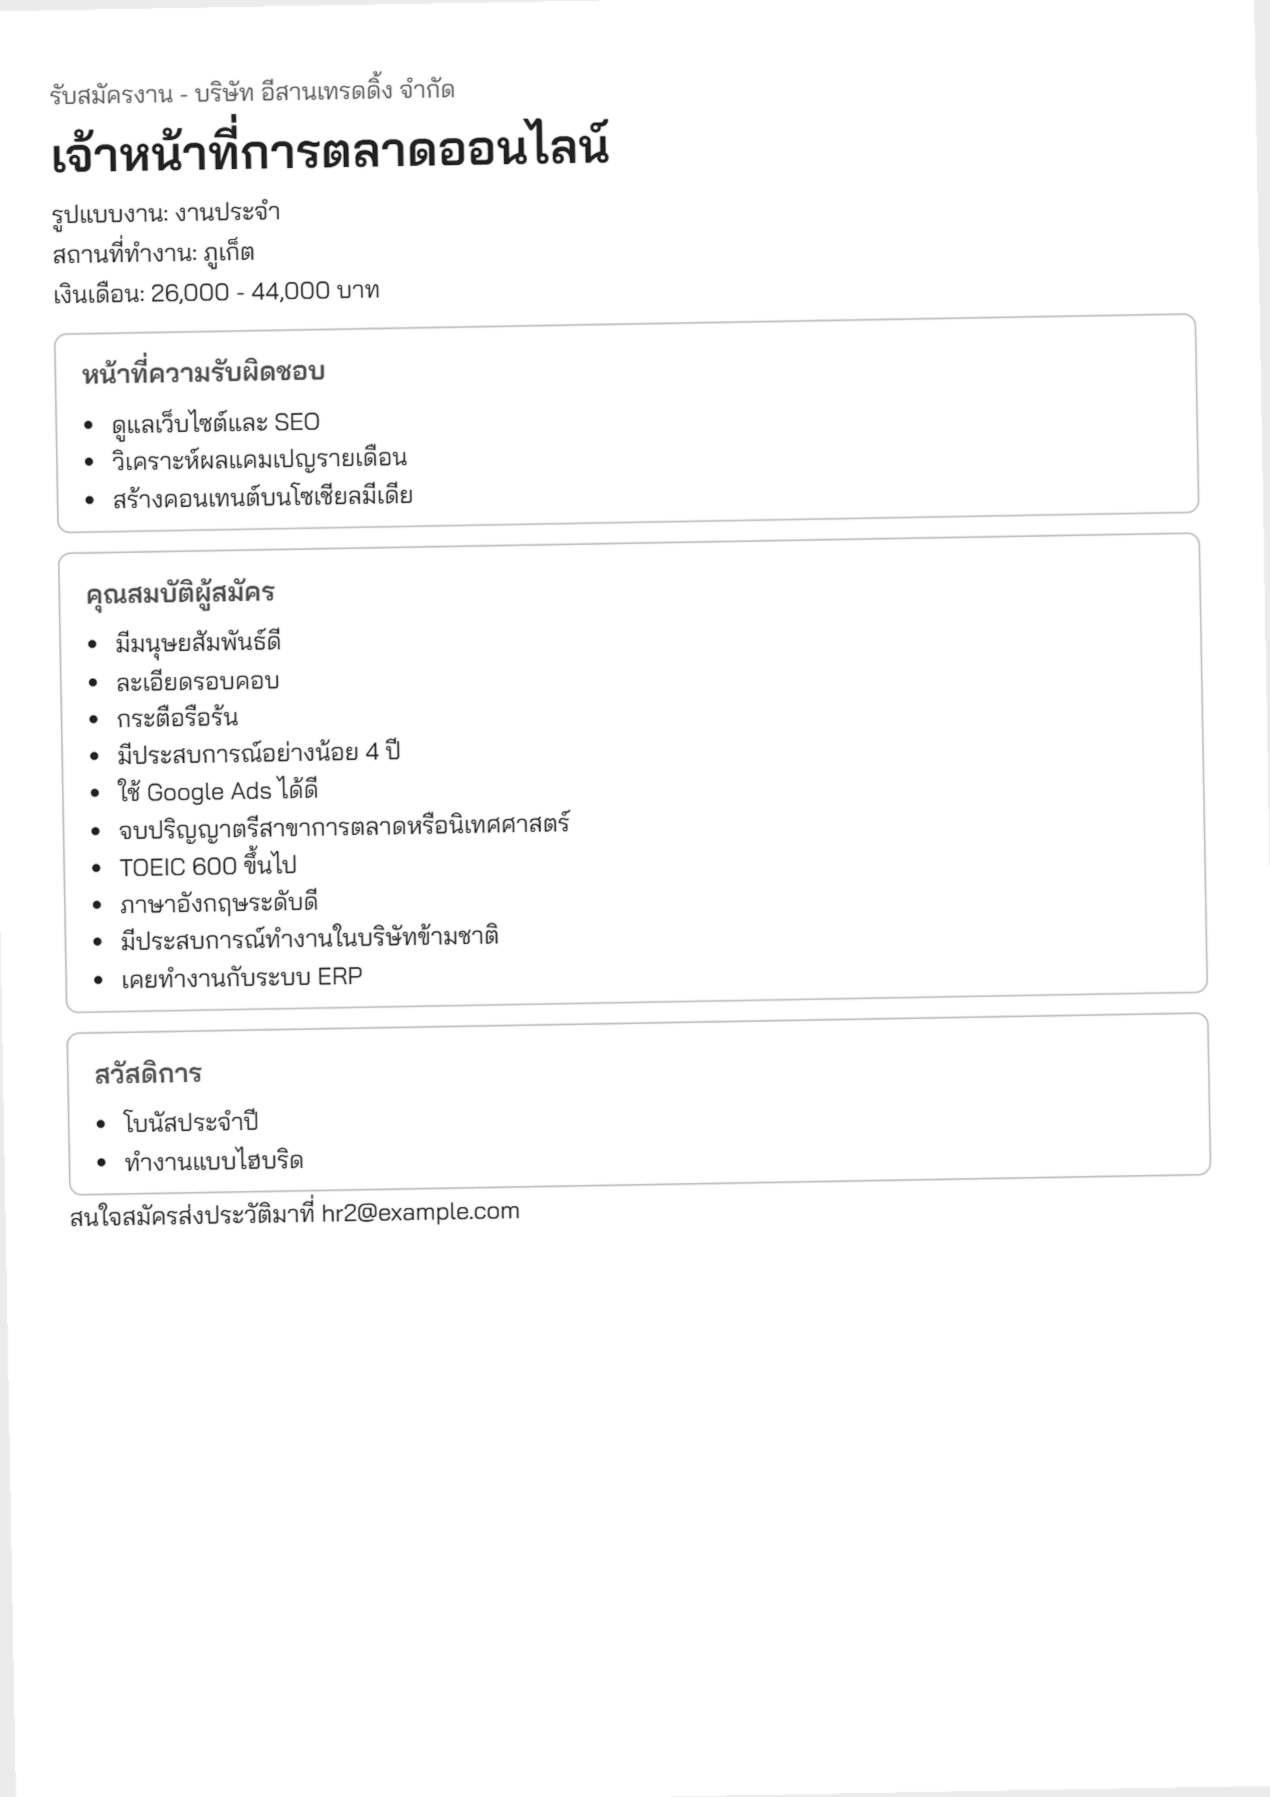 รับสมัครงาน - บริษัท อีสานเทรดดิ้ง จำกัด
เจ้าหน้าที่การตลาดออนไลน์
รูปแบบงาน: งานประจำ
สถานที่ทำงาน: ภูเก็ต
เงินเดือน: 26,000 - 44,000 บาท
หน้าที่ความรับผิดชอบ
• ดูแลเว็บไซต์และ SEO
• วิเคราะห์ผลแคมเปญรายเดือน
• สร้างคอนเทนต์บนโซเชียลมีเดีย
คุณสมบัติผู้สมัคร
• มีมนุษยสัมพันธ์ดี
• ละเอียดรอบคอบ
• กระตือรือร้น
• มีประสบการณ์อย่างน้อย 4 ปี
• ใช้ Google Ads ได้ดี
• จบปริญญาตรีสาขาการตลาดหรือนิเทศศาสตร์
• TOEIC 600 ขึ้นไป
• ภาษาอังกฤษระดับดี
• มีประสบการณ์ทำงานในบริษัทข้ามชาติ
• เคยทำงานกับระบบ ERP
สวัสดิการ
• โบนัสประจำปี
• ทำงานแบบไฮบริด
สนใจสมัครส่งประวัติมาที่ hr2@example.com